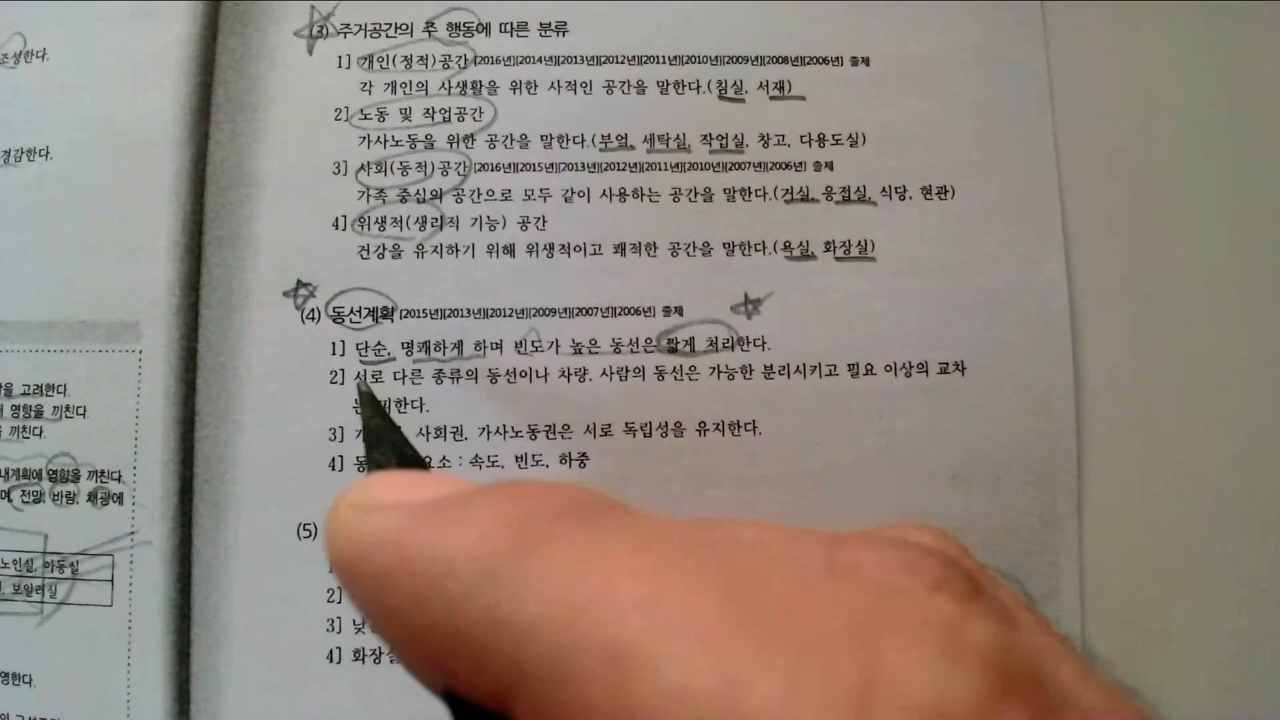 조성한다.
경감한다.
을 고려한다.
영향을 끼친다.
끼친다.
내계획에 영향을 끼친다.
며, 전망, 바람, 채광에
노인실, 아동실
보일러실
영한다.
(3) 주거공간의 주 행동에 따른 분류
1] 개인(정적)공간 [2016년][2014년][2013년][2012년][2011년][2010년][2009년][2008년][2006년] 출제
각 개인의 사생활을 위한 사적인 공간을 말한다.(침실, 서재)
2] 노동 및 작업공간
가사노동을 위한 공간을 말한다.(부엌, 세탁실, 작업실, 창고, 다용도실)
3] 사회(동적)공간 [2016년][2015년][2013년][2012년][2011년][2010년][2007년][2006년] 출제
가족 중심의 공간으로 모두 같이 사용하는 공간을 말한다.(거실, 응접실, 식당, 현관)
4] 위생적(생리적 기능) 공간
건강을 유지하기 위해 위생적이고 쾌적한 공간을 말한다.(욕실, 화장실)
(4) 동선계획 [2015년][2013년][2012년][2009년][2007년][2006년] 출제
1] 단순, 명쾌하게 하며 빈도가 높은 동선은 짧게 처리한다.
2] 서로 다른 종류의 동선이나 차량, 사람의 동선은 가능한 분리시키고 필요 이상의 교차
는 피한다.
3] 사회권, 가사노동권은 서로 독립성을 유지한다.
4] 동 요소 : 속도, 빈도, 하중
(5)
2]
3]
4] 화장실